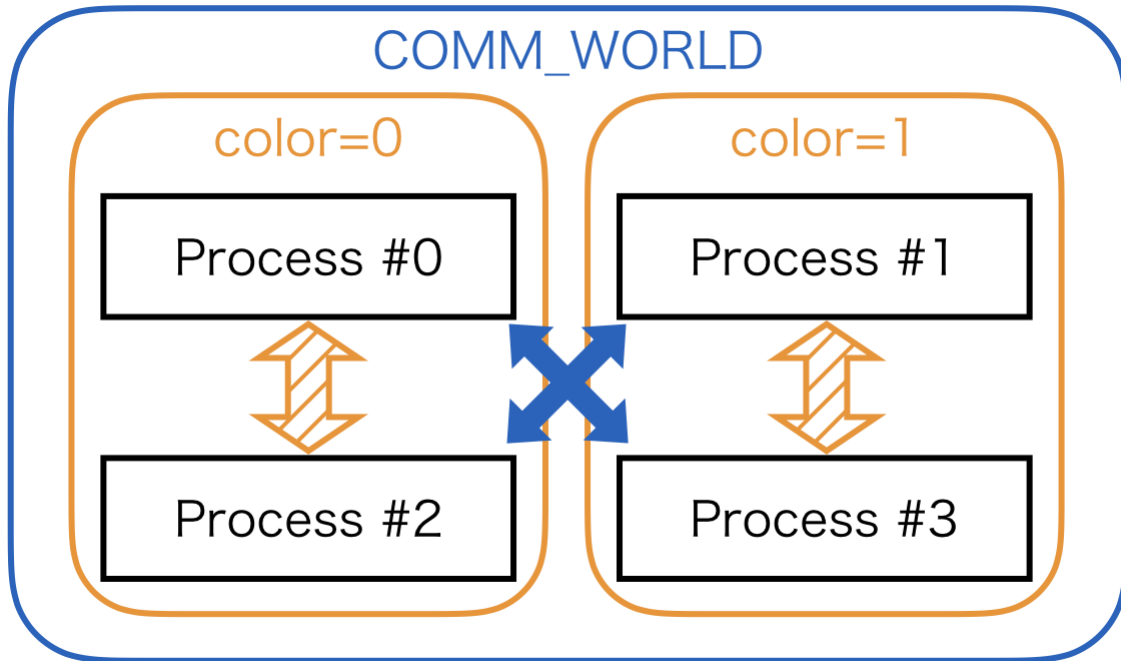 COMM_WORLD
color=0
Process #0
Process #2
color=1
Process #1
Process #3